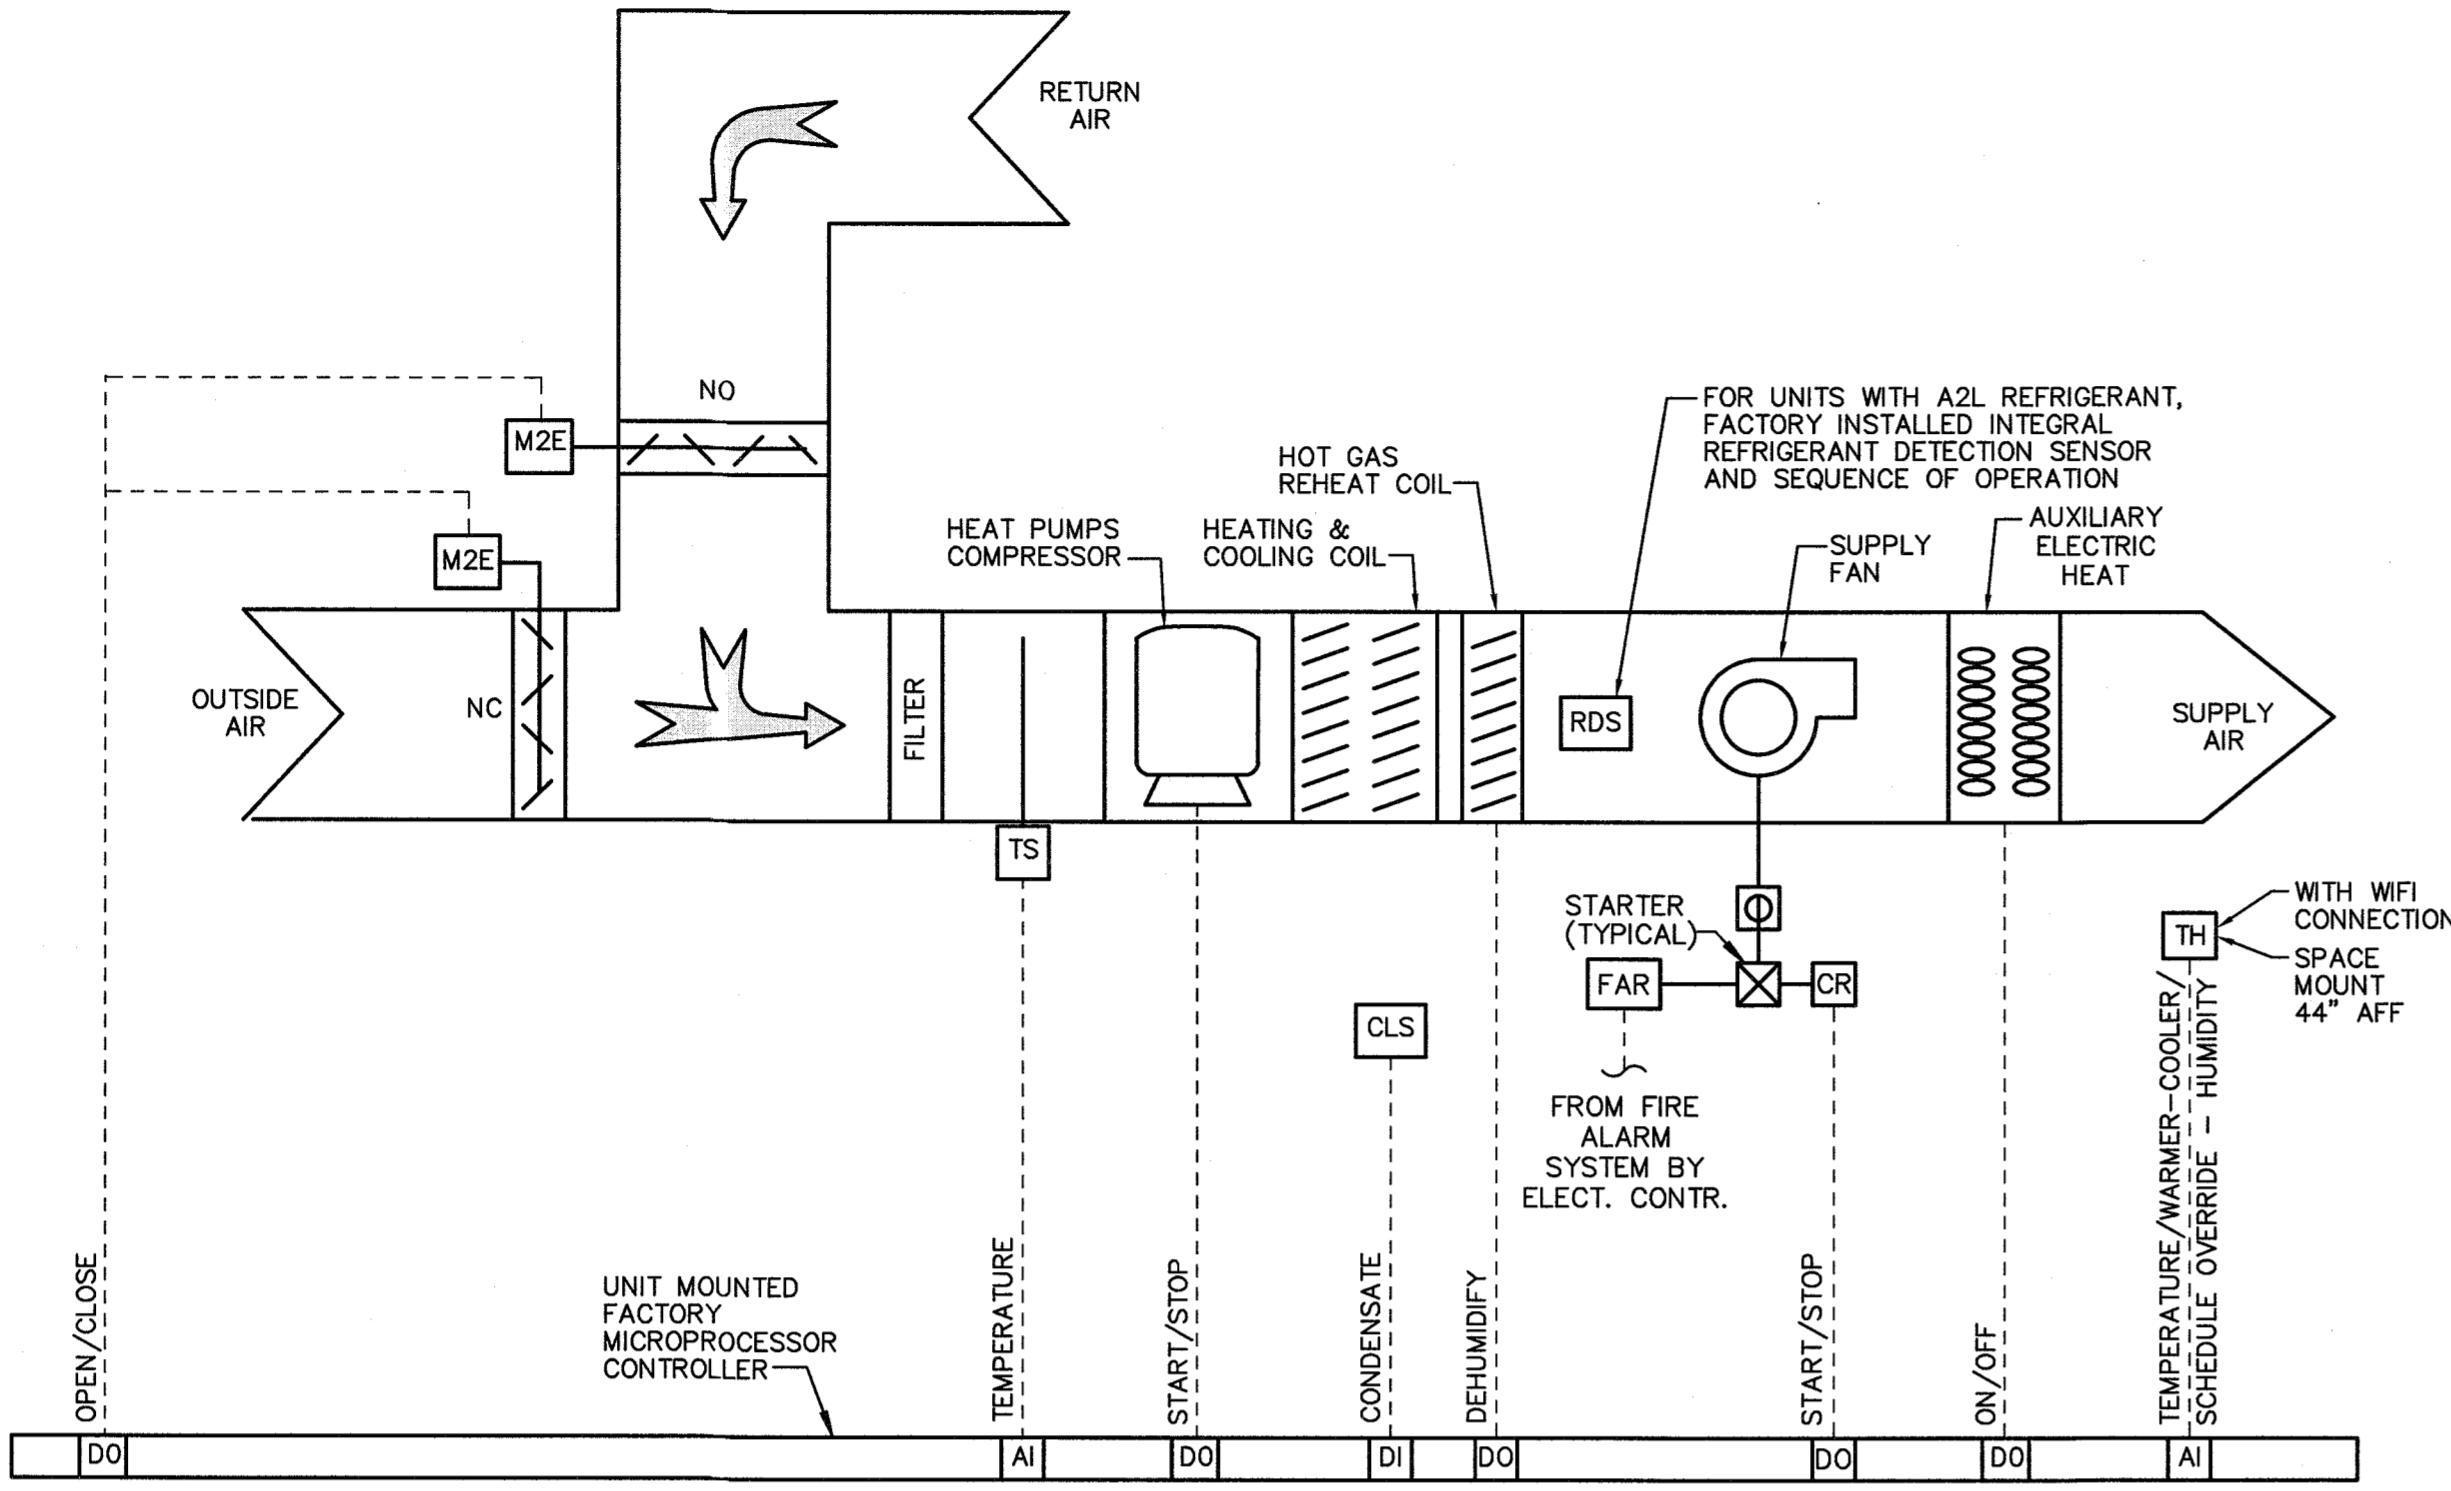 RETURN
AIR
NO
M2E
M2E
FOR UNITS WITH A2L REFRIGERANT,
FACTORY INSTALLED INTEGRAL
REFRIGERANT DETECTION SENSOR
AND SEQUENCE OF OPERATION
HOT GAS
REHEAT COIL
HEAT PUMPS
COMPRESSOR
HEATING &
COOLING COIL
SUPPLY
FAN
AUXILIARY
ELECTRIC
HEAT
OUTSIDE
AIR
NC
FILTER
RDS
SUPPLY
AIR
TS
STARTER
(TYPICAL)
FAR
CR
CLS
FROM FIRE
ALARM
SYSTEM BY
ELECT. CONTR.
TH
WITH WIFI
CONNECTION
SPACE
MOUNT
44" AFF
UNIT MOUNTED
FACTORY
MICROPROCESSOR
CONTROLLER
OPEN/CLOSE
TEMPERATURE
START/STOP
CONDENSATE
DEHUMIDIFY
START/STOP
ON/OFF
TEMPERATURE/WARMER-COOLER/
SCHEDULE OVERRIDE - HUMIDITY
DO
AI
DO
DI
DO
DO
DO
AI